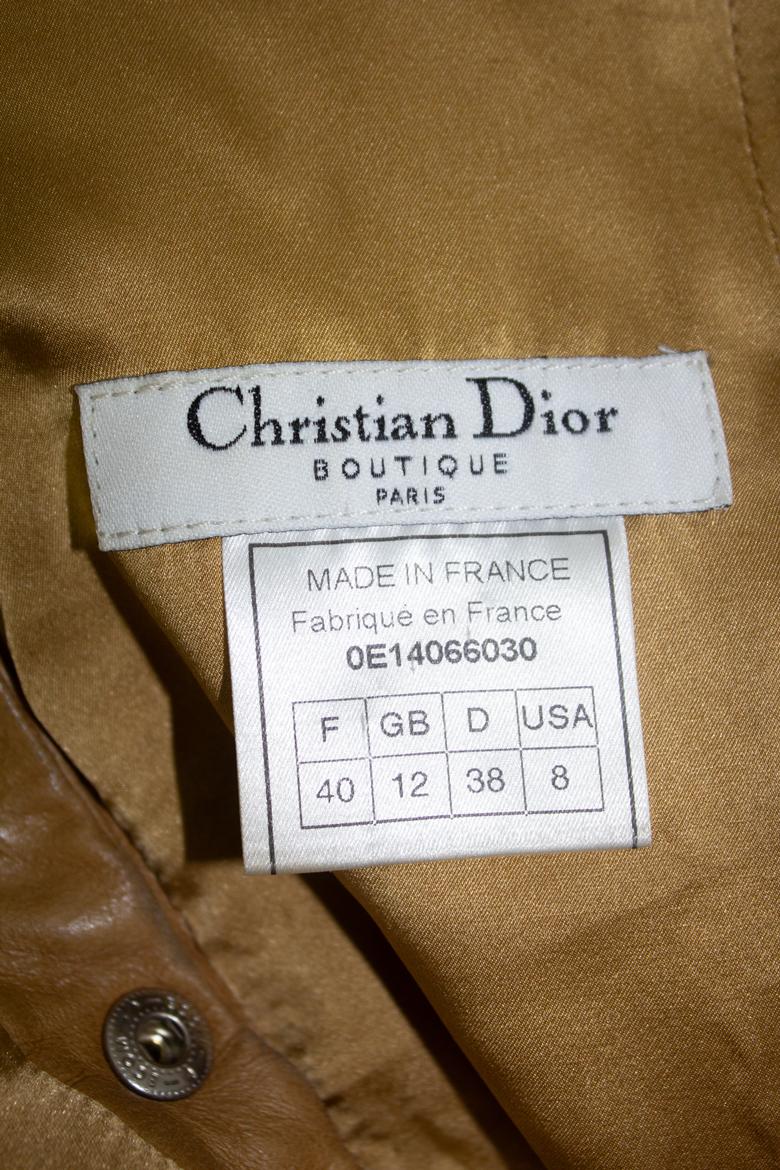 Christian Dior
BOUTIQUE
PARIS
MADE IN FRANCE
Fabriqué en France
0E14066030
F GB D USA
40 12 38 8